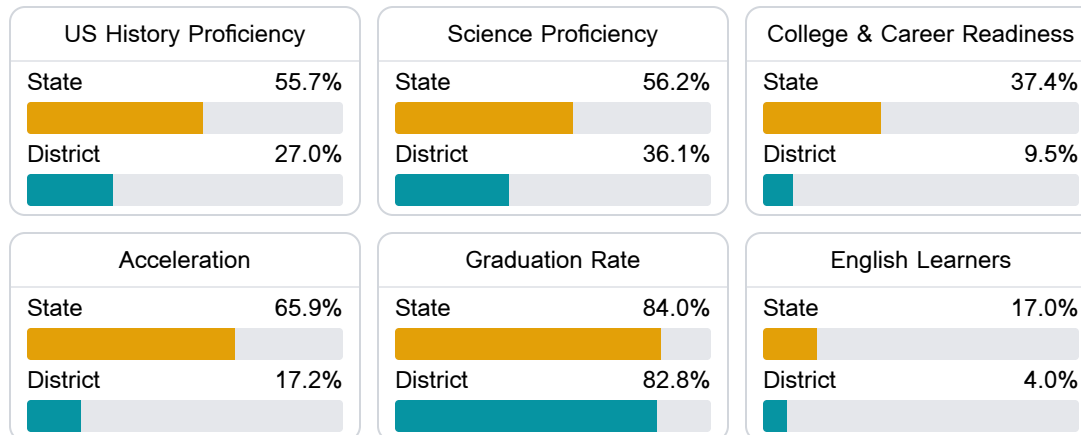 US History Proficiency
State 55.7%
District 27.0%
Science Proficiency
State 56.2%
District 36.1%
College & Career Readiness
State 37.4%
District 9.5%
Acceleration
State 65.9%
District 17.2%
Graduation Rate
State 84.0%
District 82.8%
English Learners
State 17.0%
District 4.0%